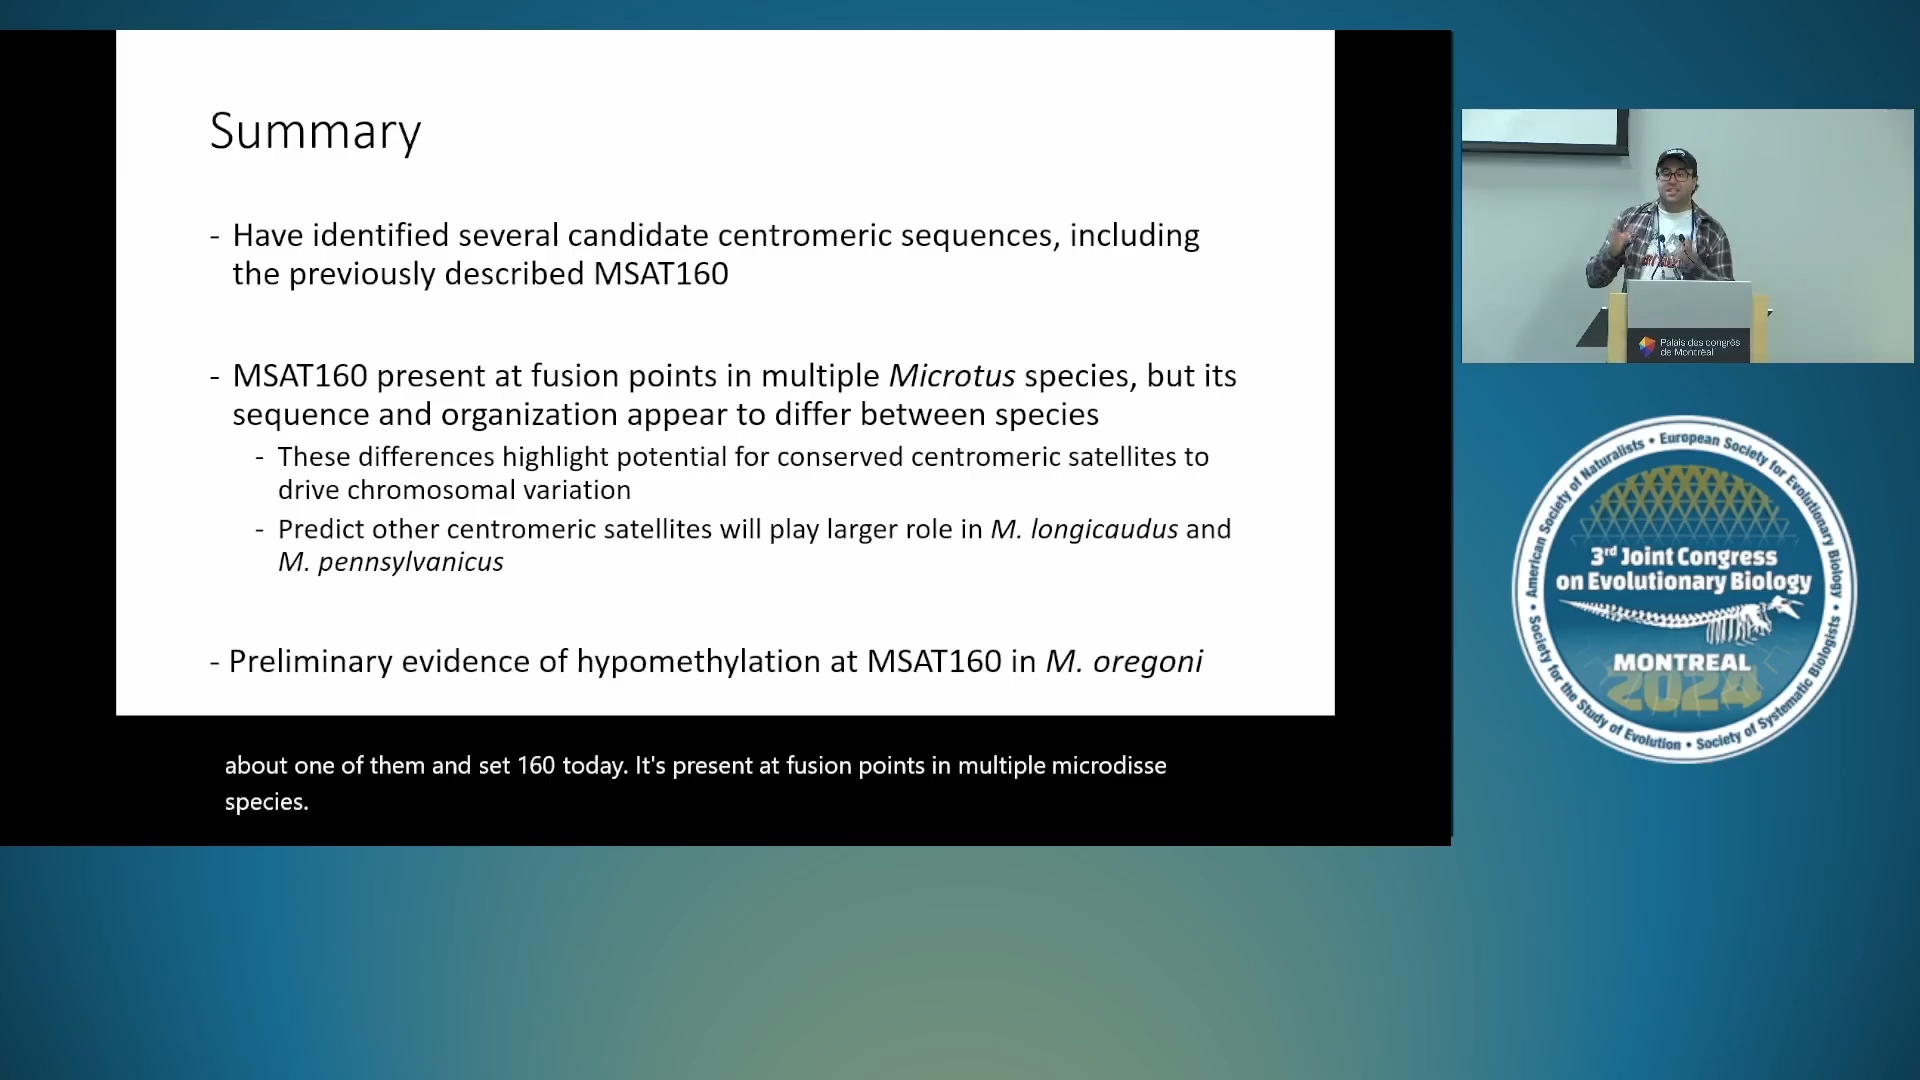 Summary
- Have identified several candidate centromeric sequences, including
the previously described MSAT160
- MSAT160 present at fusion points in multiple Microtus species, but its
sequence and organization appear to differ between species
- These differences highlight potential for conserved centromeric satellites to
drive chromosomal variation
- Predict other centromeric satellites will play larger role in M. longicaudus and
M. pennsylvanicus
- Preliminary evidence of hypomethylation at MSAT160 in M. oregoni
about one of them and set 160 today. It's present at fusion points in multiple microdisse
species.
Palais des congrès
de Montréal
American Society of Naturalists • European Society for Evolutionary Biology •
Society for the Study of Evolution • Society of Systematic Biologists •
3rd Joint Congress
on Evolutionary Biology
MONTREAL
2024